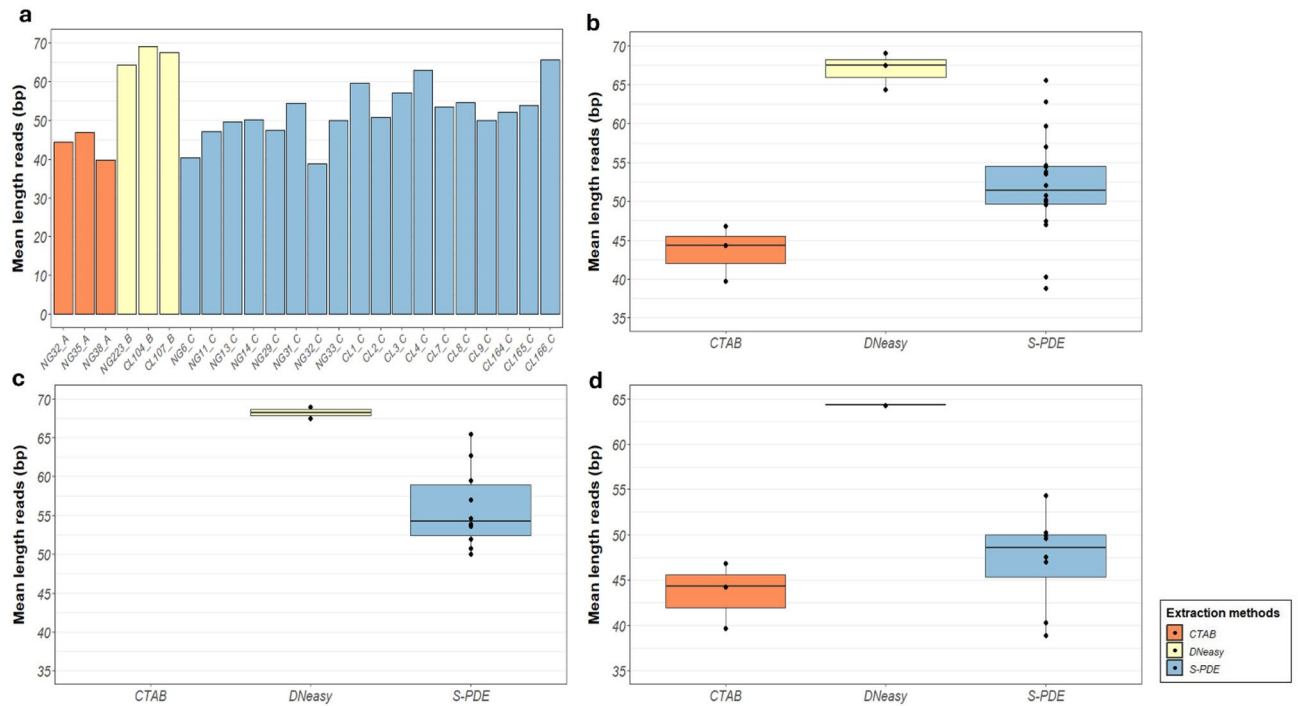 a
Mean length reads (bp)
70
60
50
40
30
20
10
0
NG32_A NG35_A NG38_A NG223_B CL104_B CL107_B NG6_C NG11_C NG13_C NG14_C NG29_C NG31_C NG32_C NG33_C CL1_C CL2_C CL3_C CL4_C CL7_C CL8_C CL9_C CL164_C CL165_C CL166_C
b
Mean length reads (bp)
70
65
60
55
50
45
40
35
CTAB DNeasy S-PDE
c
Mean length reads (bp)
70
65
60
55
50
45
40
35
CTAB DNeasy S-PDE
d
Mean length reads (bp)
65
60
55
50
45
40
35
CTAB DNeasy S-PDE
Extraction methods
CTAB
DNeasy
S-PDE